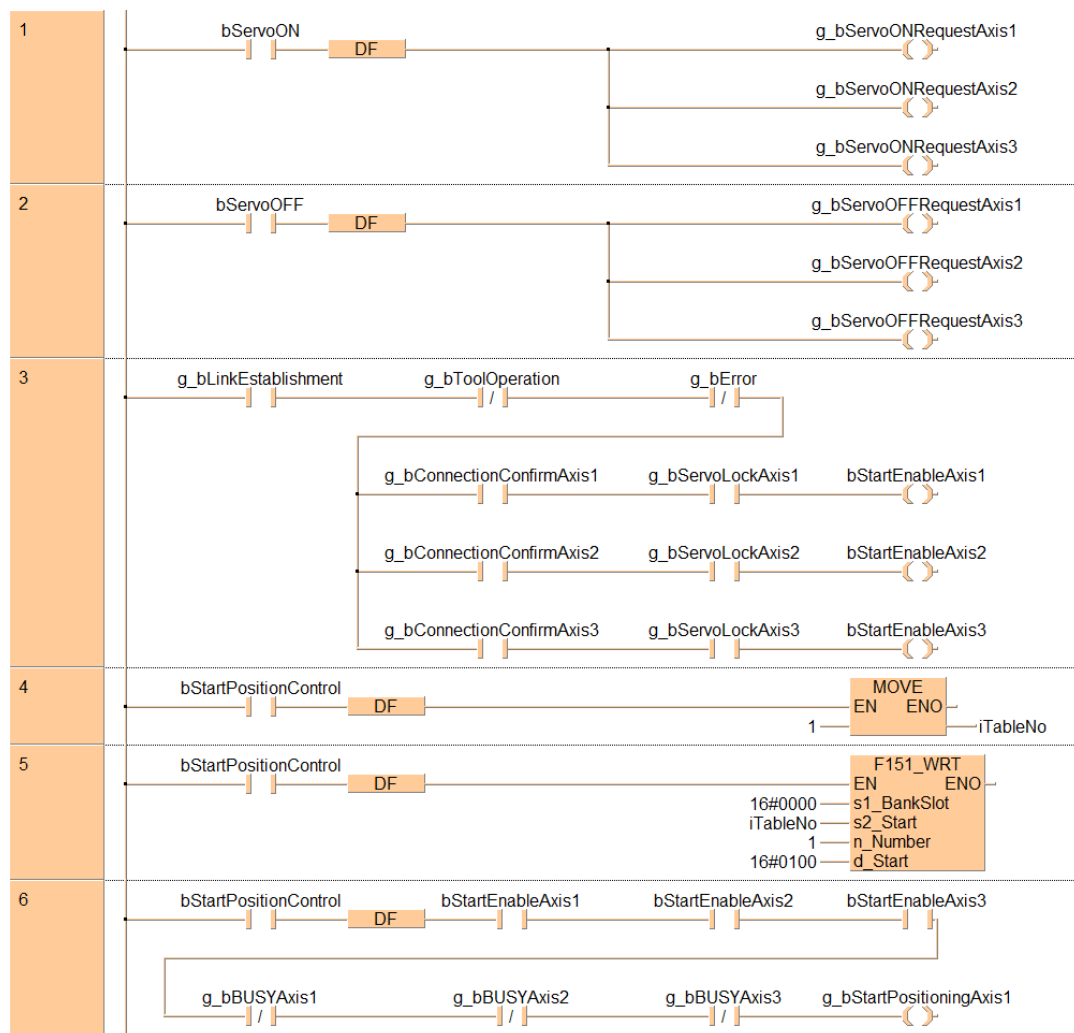 1
bServoON
g_bServoONRequestAxis1
DF
g_bServoONRequestAxis2
g_bServoONRequestAxis3
2
bServoOFF
g_bServoOFFRequestAxis1
DF
g_bServoOFFRequestAxis2
g_bServoOFFRequestAxis3
3
g_bLinkEstablishment
g_bToolOperation
g_bError
/
/
g_bConnectionConfirmAxis1
g_bServoLockAxis1
bStartEnableAxis1
g_bConnectionConfirmAxis2
g_bServoLockAxis2
bStartEnableAxis2
g_bConnectionConfirmAxis3
g_bServoLockAxis3
bStartEnableAxis3
4
bStartPositionControl
DF
MOVE
EN ENO
1
iTableNo
5
bStartPositionControl
DF
F151_WRT
EN ENO
16#0000 s1_BankSlot
iTableNo s2_Start
1 n_Number
16#0100 d_Start
6
bStartPositionControl
DF
bStartEnableAxis1
bStartEnableAxis2
bStartEnableAxis3
g_bBUSYAxis1
g_bBUSYAxis2
g_bBUSYAxis3
g_bStartPositioningAxis1
/
/
/